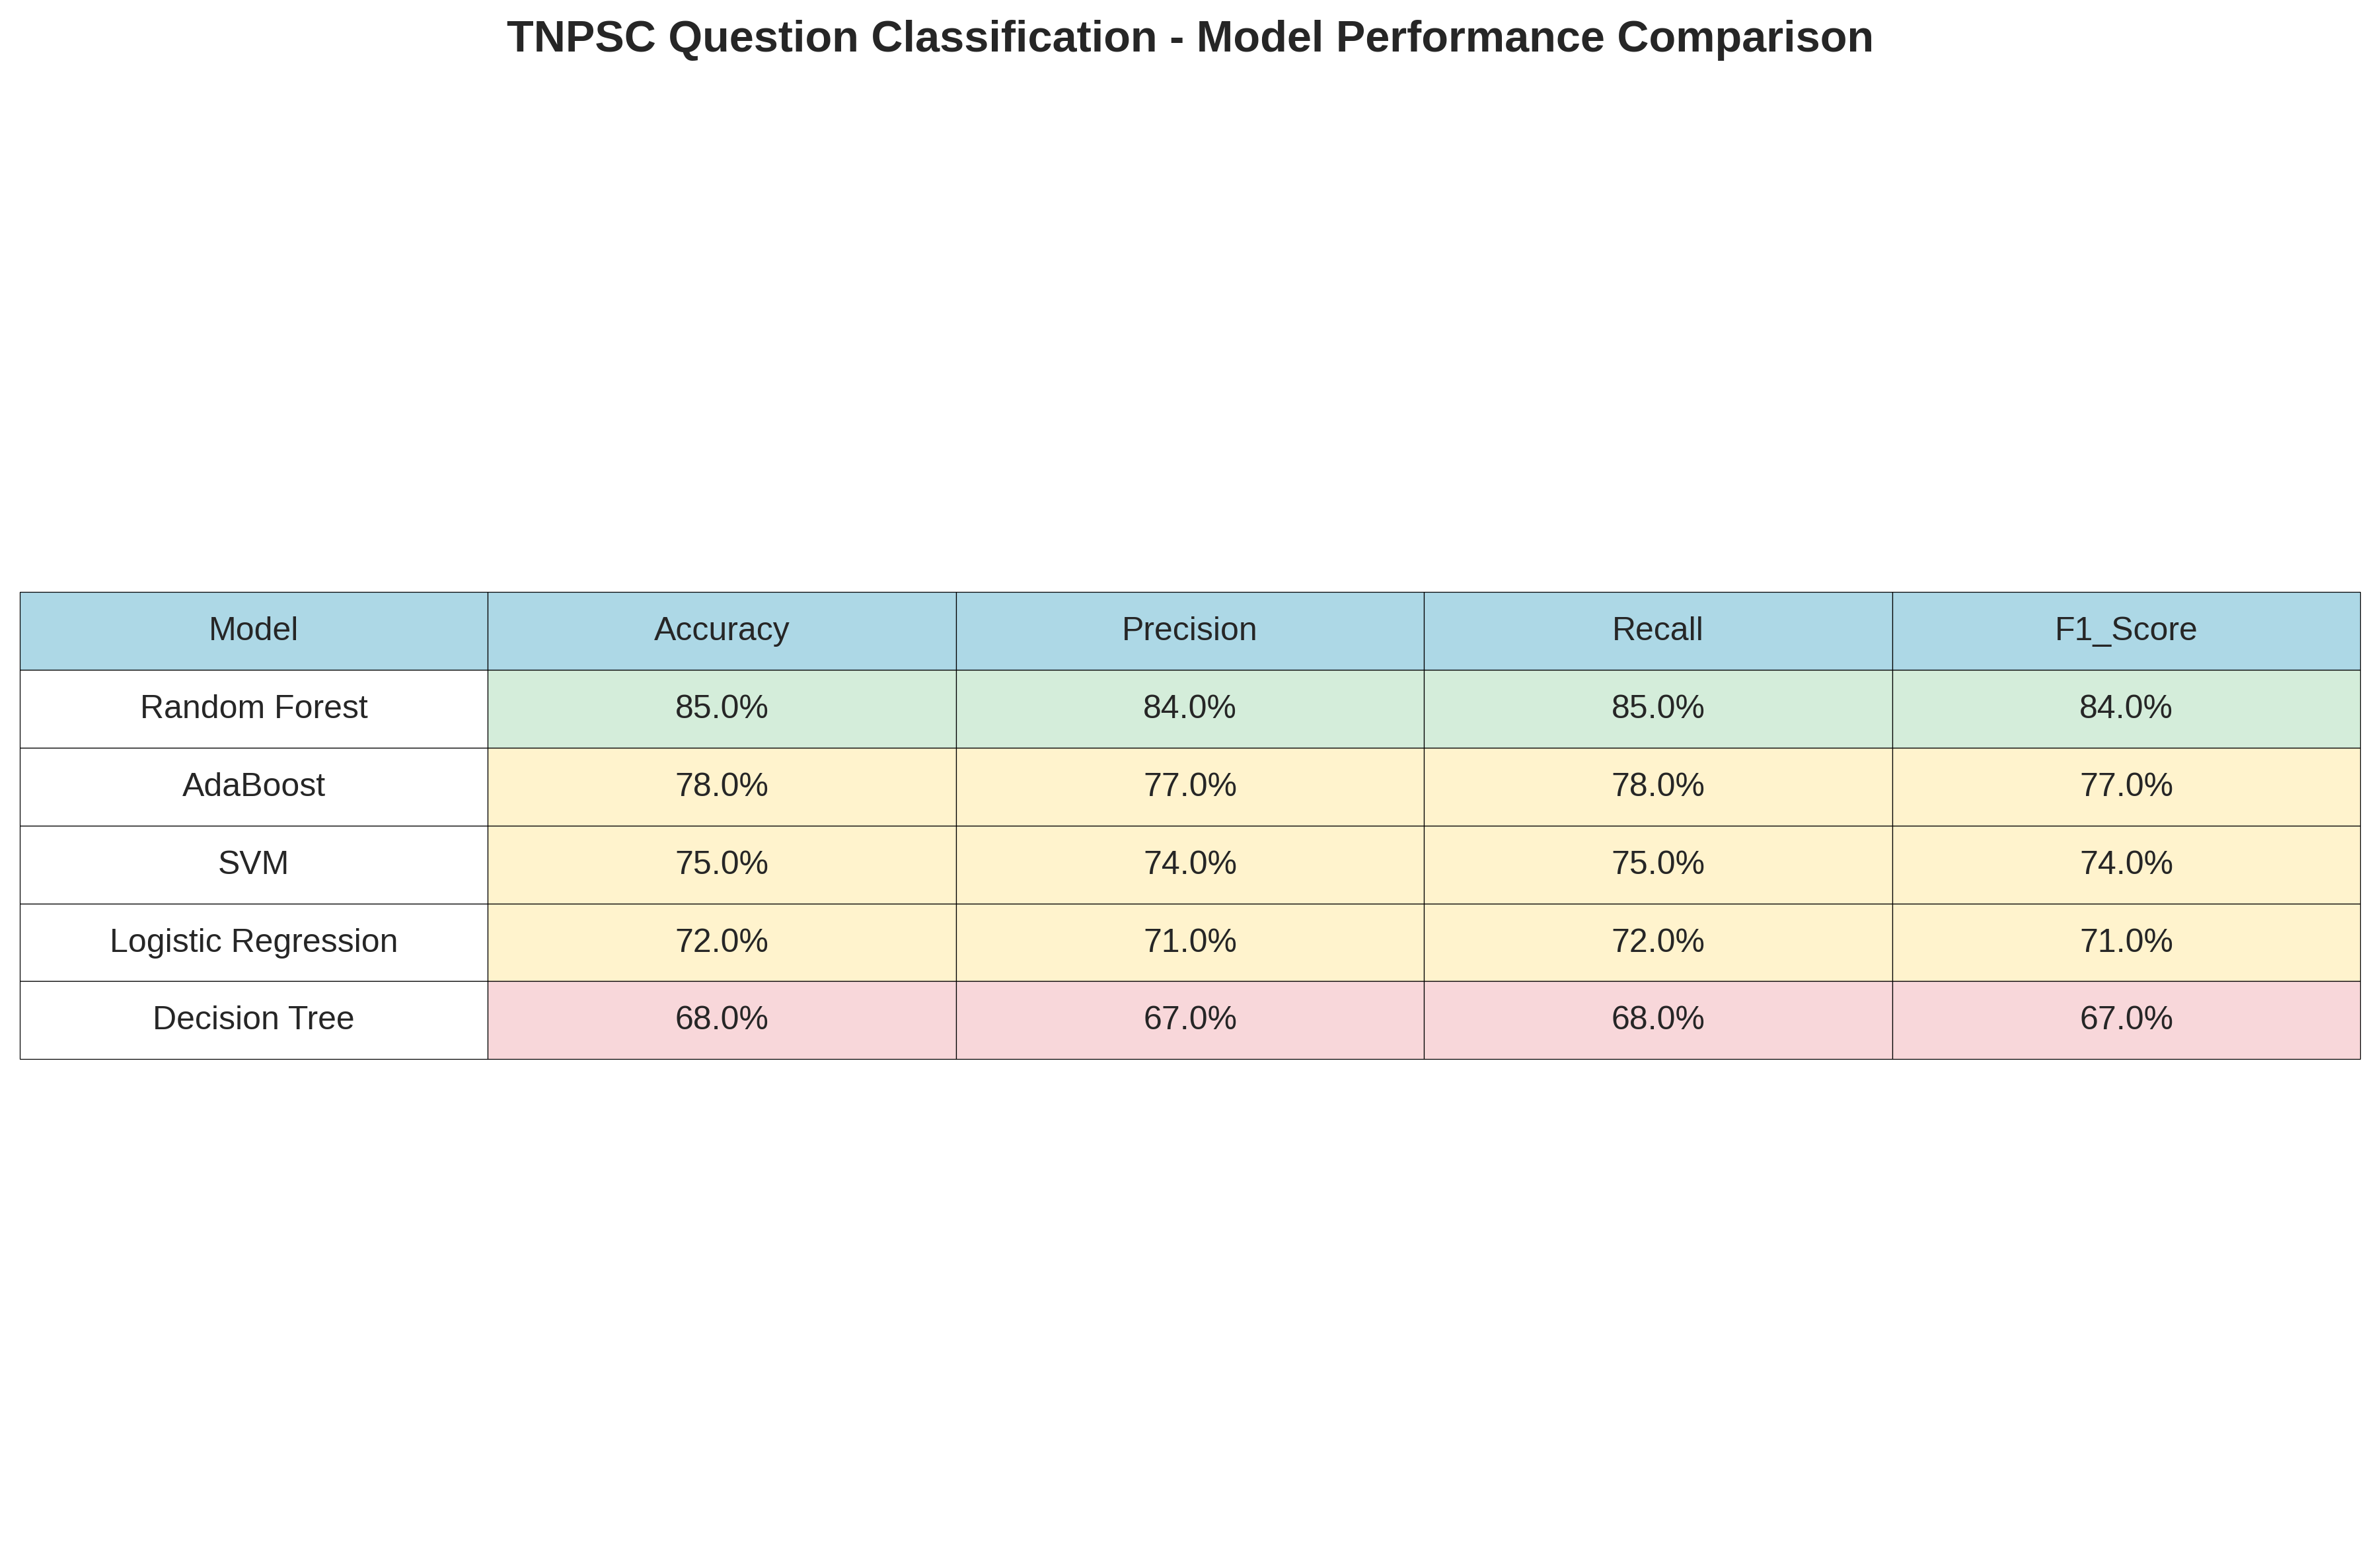 TNPSC Question Classification - Model Performance Comparison
Model Accuracy Precision Recall F1_Score
Random Forest 85.0% 84.0% 85.0% 84.0%
AdaBoost 78.0% 77.0% 78.0% 77.0%
SVM 75.0% 74.0% 75.0% 74.0%
Logistic Regression 72.0% 71.0% 72.0% 71.0%
Decision Tree 68.0% 67.0% 68.0% 67.0%